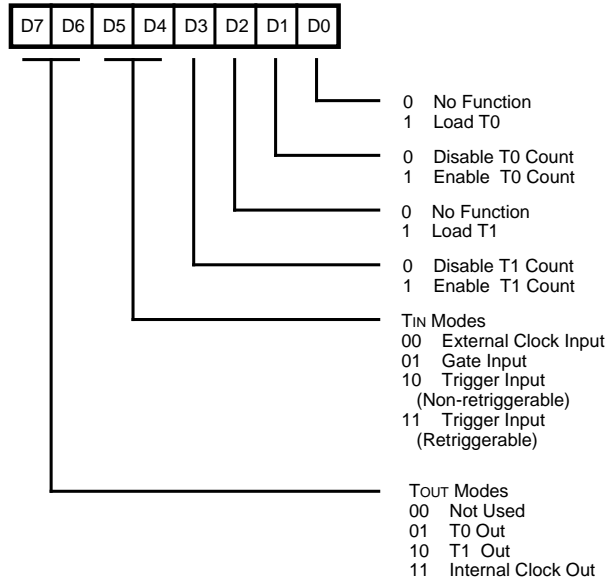 D7 D6 D5 D4 D3 D2 D1 D0
0 No Function
1 Load T0
0 Disable T0 Count
1 Enable T0 Count
0 No Function
1 Load T1
0 Disable T1 Count
1 Enable T1 Count
TIN Modes
00 External Clock Input
01 Gate Input
10 Trigger Input
(Non-retriggerable)
11 Trigger Input
(Retriggerable)
TOUT Modes
00 Not Used
01 T0 Out
10 T1 Out
11 Internal Clock Out